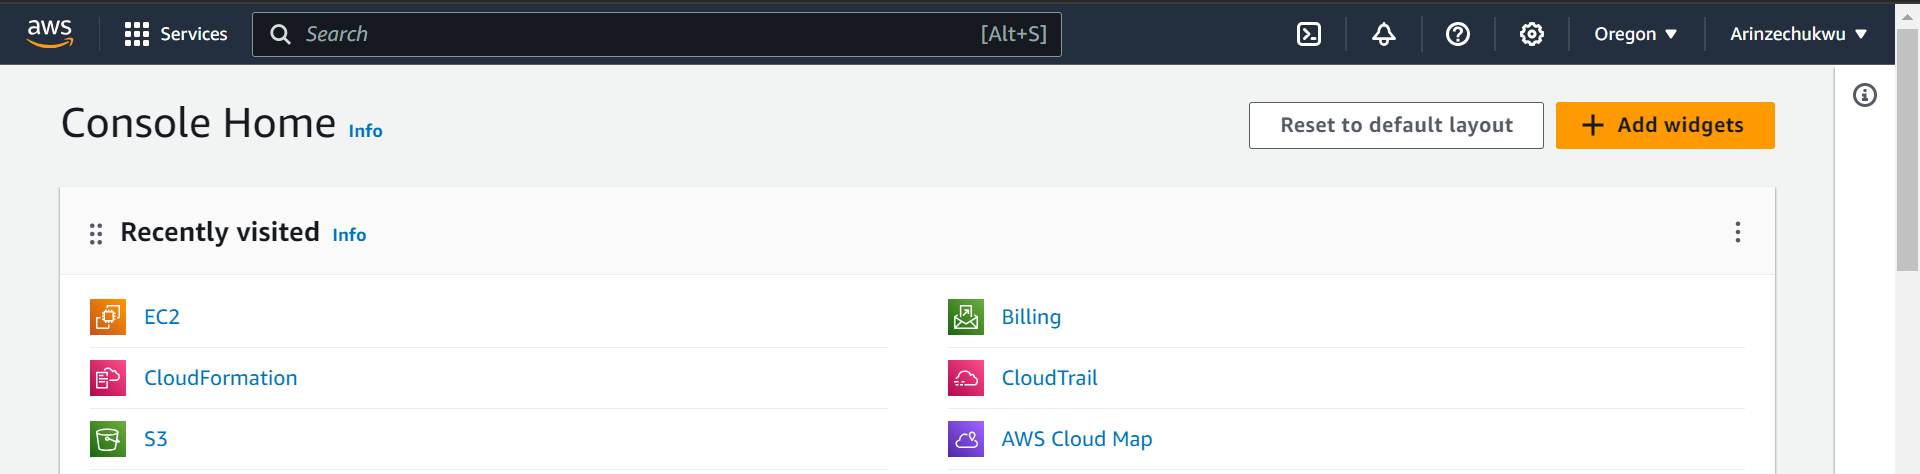 aws Services Search [Alt+S] Oregon Arinzechukwu
Console Home Info Reset to default layout Add widgets
Recently visited Info
EC2 Billing
CloudFormation CloudTrail
S3 AWS Cloud Map